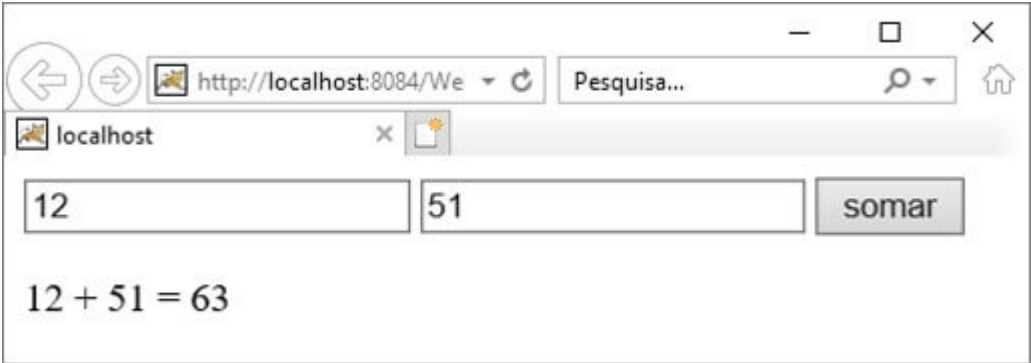 http://localhost:8084/We Pesquisa...
localhost
12 51 somar
12 + 51 = 63